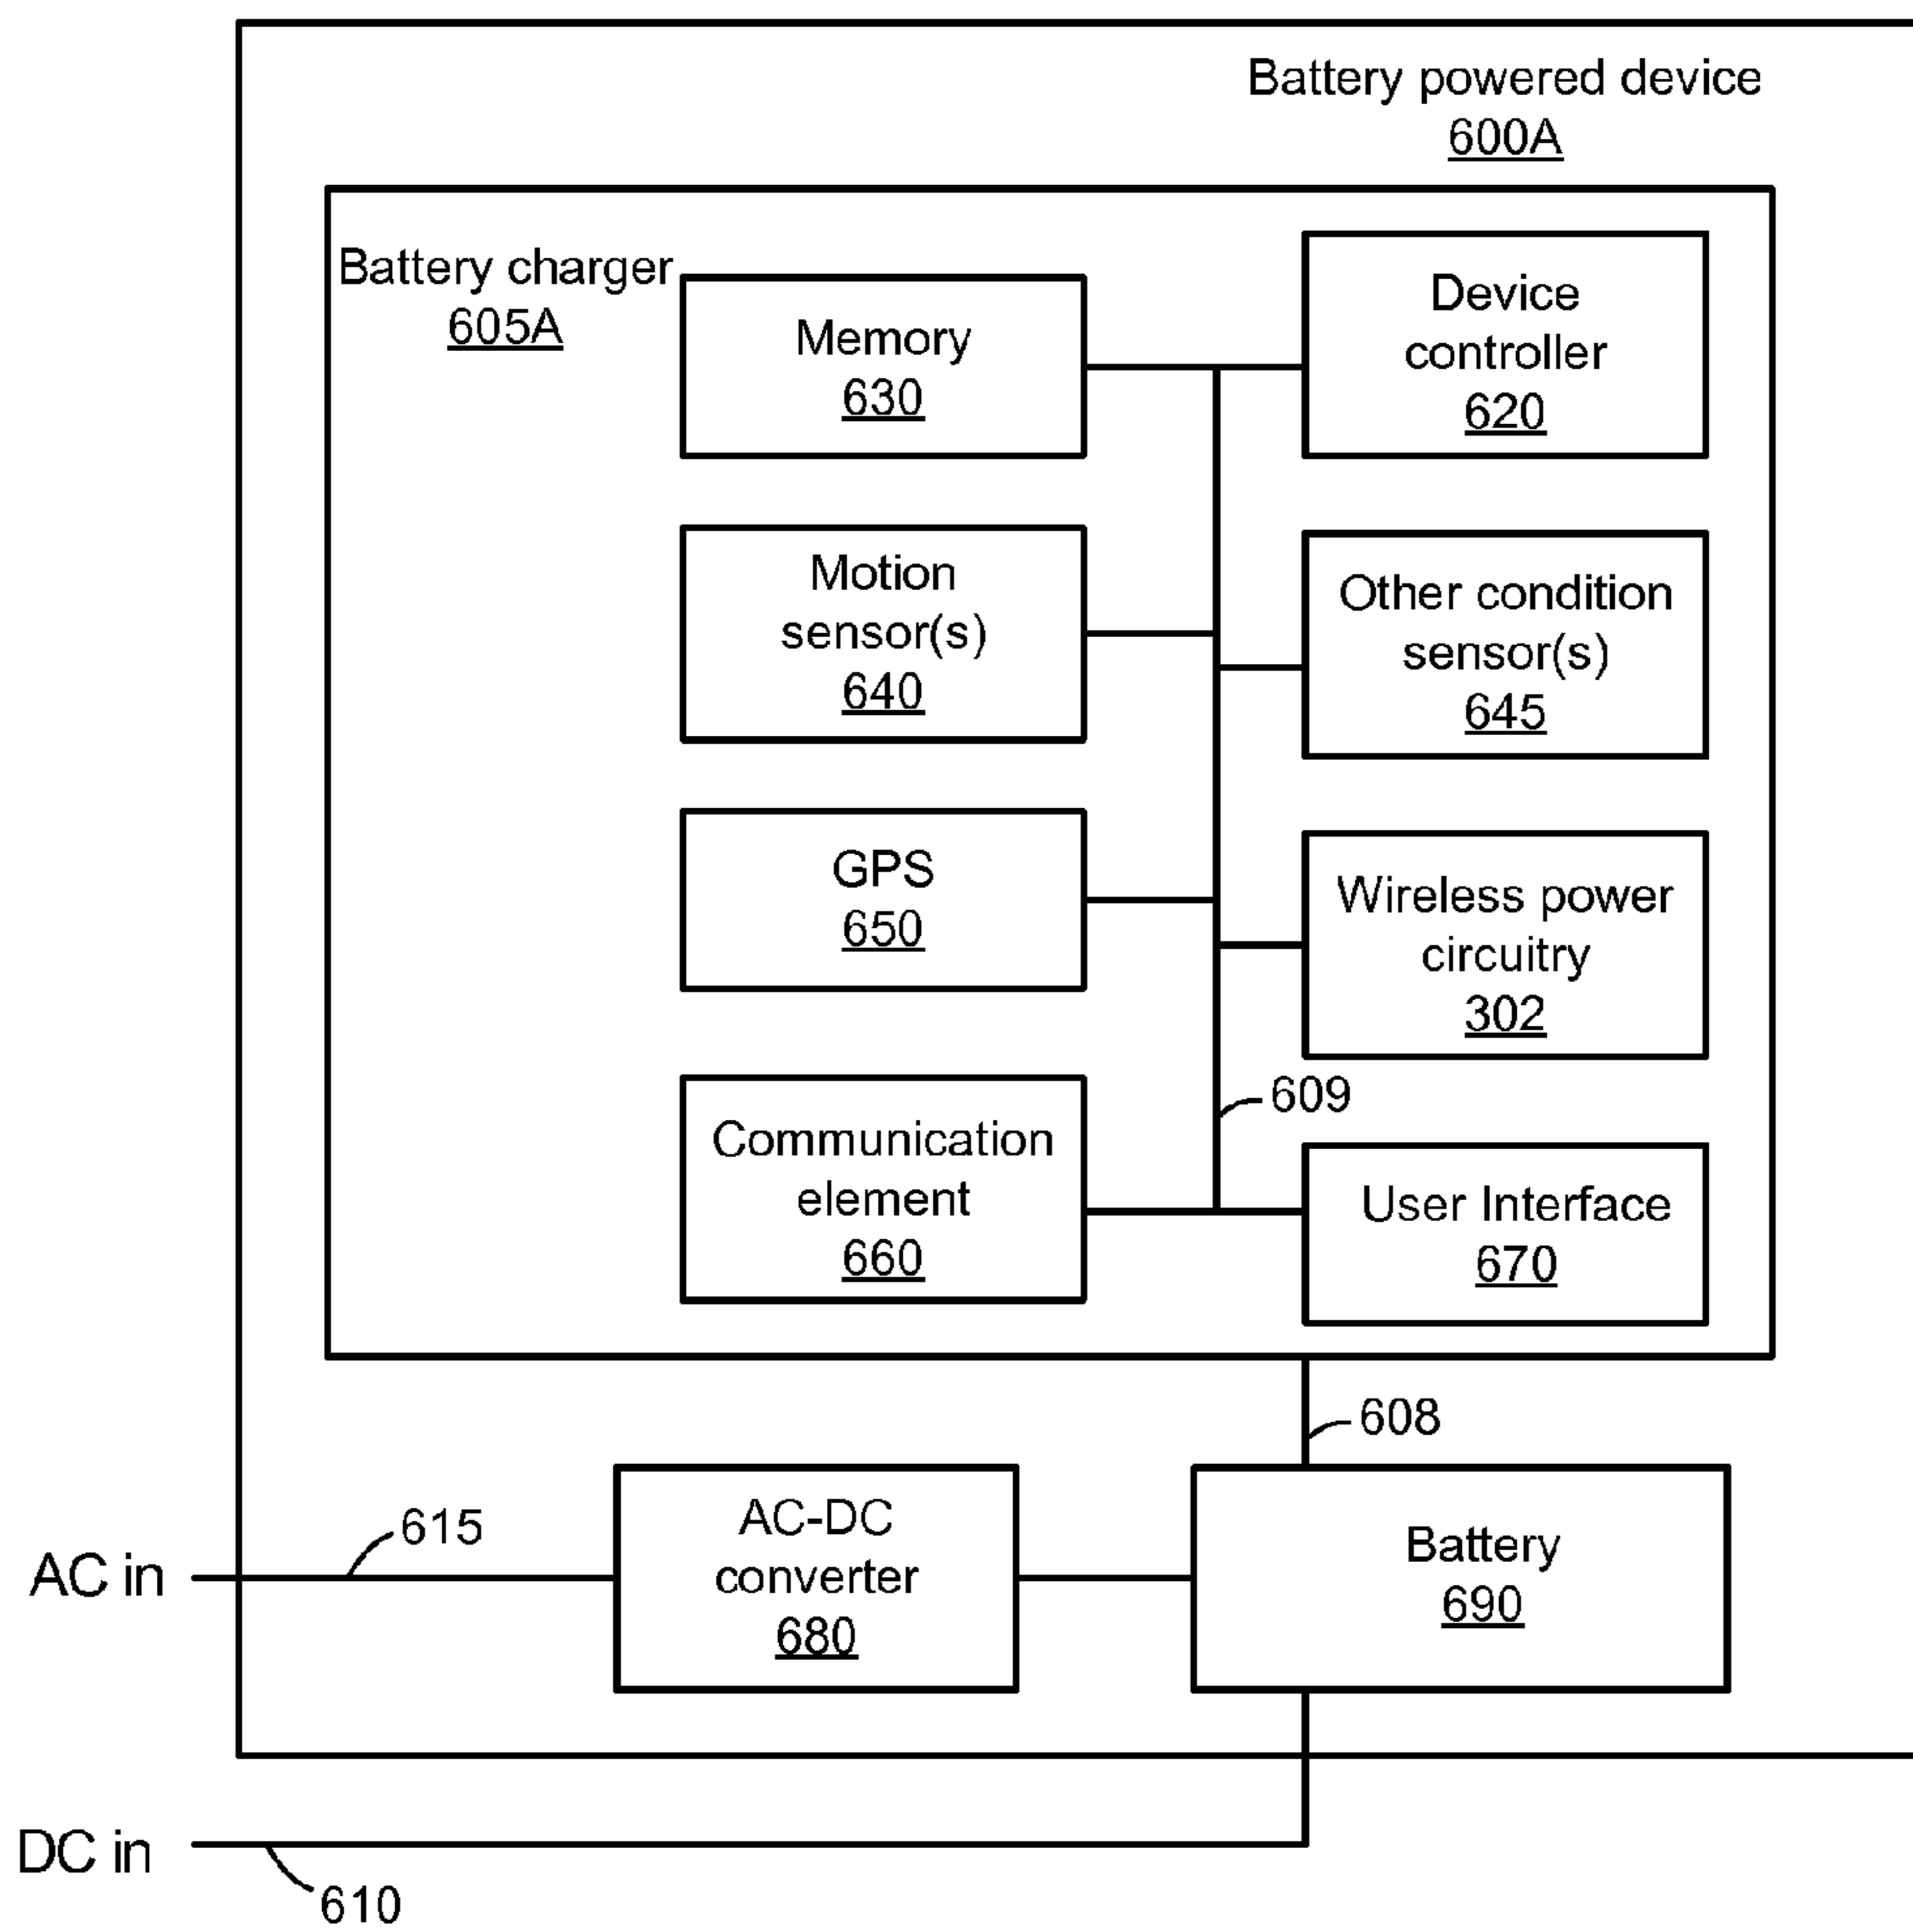 Battery powered device
600A
Battery charger
605A
Memory
630
Device
controller
620
Motion
sensor(s)
640
Other condition
sensor(s)
645
GPS
650
Wireless power
circuitry
302
609
Communication
element
660
User Interface
670
608
AC in
615
AC-DC
converter
680
Battery
690
DC in
610